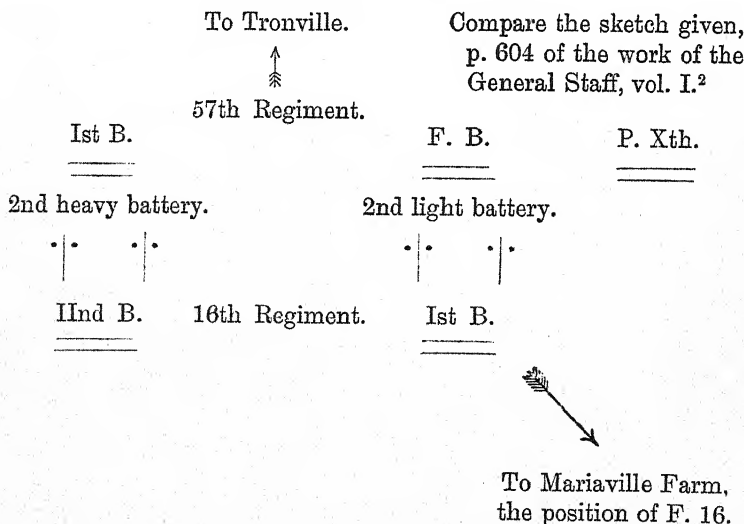 To Tronville.
Compare the sketch given,
p. 604 of the work of the
General Staff, vol. I.²
57th Regiment.
Ist B.
F. B.
P. Xth.
2nd heavy battery.
2nd light battery.
IInd B.
16th Regiment.
Ist B.
To Mariaville Farm,
the position of F. 16.